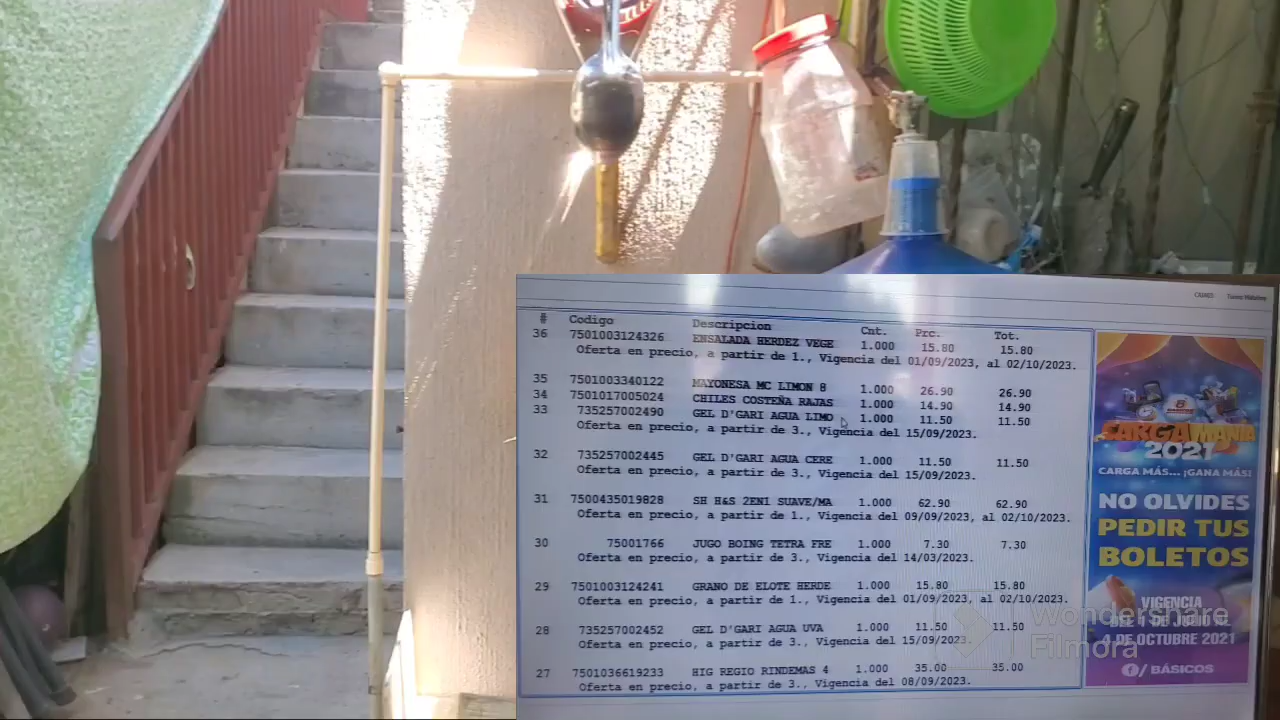 CAJA05 Turno Matutino
# Codigo Descripcion Cnt. Prc. Tot.
36 7501003124326 ENSALADA HERDEZ VEGE 1.000 15.80 15.80
Oferta en precio, a partir de 1., Vigencia del 01/09/2023, al 02/10/2023.
35 7501003340122 MAYONESA MC LIMON 8 1.000 26.90 26.90
34 7501017005024 CHILES COSTEÑA RAJAS 1.000 14.90 14.90
33 735257002490 GEL D'GARI AGUA LIMO 1.000 11.50 11.50
Oferta en precio, a partir de 3., Vigencia del 15/09/2023.
32 735257002445 GEL D'GARI AGUA CERE 1.000 11.50 11.50
Oferta en precio, a partir de 3., Vigencia del 15/09/2023.
31 7500435019828 SH H&S 2EN1 SUAVE/MA 1.000 62.90 62.90
Oferta en precio, a partir de 1., Vigencia del 09/09/2023, al 02/10/2023.
30 75001766 JUGO BOING TETRA FRE 1.000 7.30 7.30
Oferta en precio, a partir de 3., Vigencia del 14/03/2023.
29 7501003124241 GRANO DE ELOTE HERDE 1.000 15.80 15.80
Oferta en precio, a partir de 1., Vigencia del 01/09/2023, al 02/10/2023.
28 735257002452 GEL D'GARI AGUA UVA 1.000 11.50 11.50
Oferta en precio, a partir de 3., Vigencia del 15/09/2023.
27 7501036619233 HIG REGIO RINDEMAS 4 1.000 35.00 35.00
Oferta en precio, a partir de 3., Vigencia del 08/09/2023.
CARGAMANIA
2021
CARGA MÁS... ¡GANA MÁS!
NO OLVIDES
PEDIR TUS
BOLETOS
VIGENCIA
DEL 1 DE JULIO AL
4 DE OCTUBRE 2021
/BÁSICOS
Wondershare
Filmora